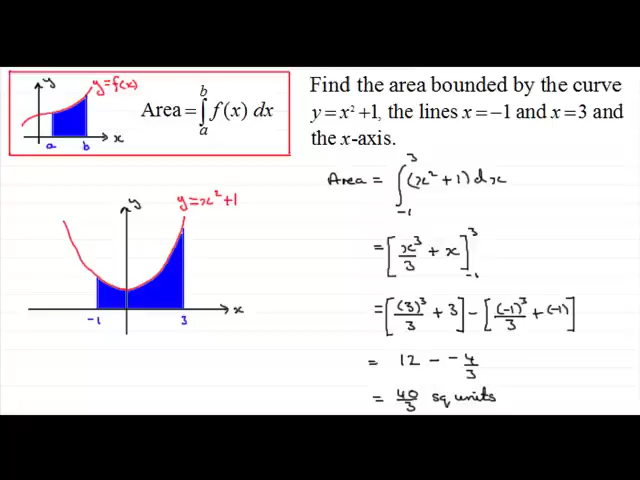 y
y=f(x)
Area = ∫ₐᵇ f(x) dx
a
b
x
Find the area bounded by the curve
y = x² + 1, the lines x = −1 and x = 3 and
the x-axis.
y
y = x² + 1
-1
3
x
Area = ∫₋₁³ (x² + 1) dx
= [x³/3 + x]₋₁³
= [(3)³/3 + 3] - [(-1)³/3 + (-1)]
= 12 - - 4/3
= 40/3 sq units